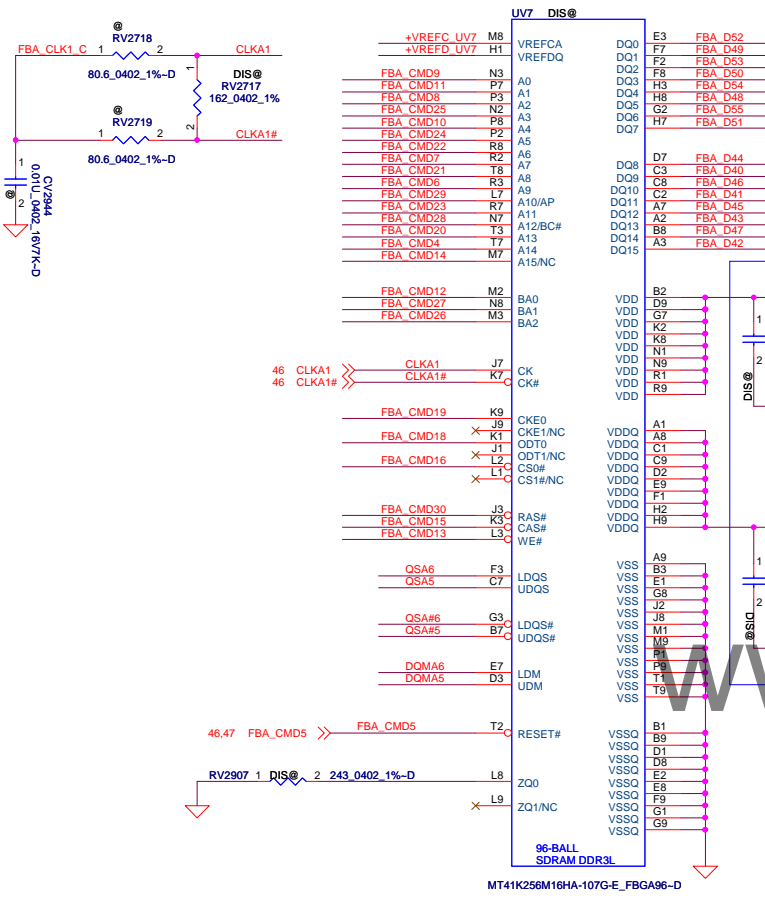 @
RV2718
FBA_CLK1_C 1 2 CLKA1
80.6_0402_1%~D
1
DIS@
RV2717
162_0402_1%
2
@
RV2719
1 2 CLKA1#
80.6_0402_1%~D
1
2
@
CV2944
0.01U_0402_16V7K~D
UV7 DIS@
+VREFC_UV7 M8 VREFCA
+VREFD_UV7 H1 VREFDQ
FBA_CMD9 N3 A0
FBA_CMD11 P7 A1
FBA_CMD8 P3 A2
FBA_CMD25 N2 A3
FBA_CMD10 P8 A4
FBA_CMD24 P2 A5
FBA_CMD22 R8 A6
FBA_CMD7 R2 A7
FBA_CMD21 T8 A8
FBA_CMD6 R3 A9
FBA_CMD29 L7 A10/AP
FBA_CMD23 R7 A11
FBA_CMD28 N7 A12/BC#
FBA_CMD20 T3 A13
FBA_CMD4 T7 A14
FBA_CMD14 M7 A15/NC
FBA_CMD12 M2 BA0
FBA_CMD27 N8 BA1
FBA_CMD26 M3 BA2
46 CLKA1 CLKA1 J7 CK
46 CLKA1# CLKA1# K7 CK#
FBA_CMD19 K9 CKE0
J9 CKE1/NC
FBA_CMD18 K1 ODT0
J1 ODT1/NC
FBA_CMD16 L2 CS0#
L1 CS1#/NC
FBA_CMD30 J3 RAS#
FBA_CMD15 K3 CAS#
FBA_CMD13 L3 WE#
QSA6 F3 LDQS
QSA5 C7 UDQS
QSA#6 G3 LDQS#
QSA#5 B7 UDQS#
DQMA6 E7 LDM
DQMA5 D3 UDM
46,47 FBA_CMD5 FBA_CMD5 T2 RESET#
RV2907 1 DIS@ 2 243_0402_1%~D L8 ZQ0
L9 ZQ1/NC
DQ0 E3 FBA_D52
DQ1 F7 FBA_D49
DQ2 F2 FBA_D53
DQ3 F8 FBA_D50
DQ4 H3 FBA_D54
DQ5 H8 FBA_D48
DQ6 G2 FBA_D55
DQ7 H7 FBA_D51
DQ8 D7 FBA_D44
DQ9 C3 FBA_D40
DQ10 C8 FBA_D46
DQ11 C2 FBA_D41
DQ12 A7 FBA_D45
DQ13 A2 FBA_D43
DQ14 B8 FBA_D47
DQ15 A3 FBA_D42
VDD B2
VDD D9
VDD G7
VDD K2
VDD K8
VDD N1
VDD N9
VDD R1
VDD R9
1
DIS@
2
VDDQ A1
VDDQ A8
VDDQ C1
VDDQ C9
VDDQ D2
VDDQ E9
VDDQ F1
VDDQ H2
VDDQ H9
1
2
DIS@
VSS A9
VSS B3
VSS E1
VSS G8
VSS J2
VSS J8
VSS M1
VSS M9
VSS P1
VSS P9
VSS T1
VSS T9
VSSQ B1
VSSQ B9
VSSQ D1
VSSQ D8
VSSQ E2
VSSQ E8
VSSQ F9
VSSQ G1
VSSQ G9
96-BALL
SDRAM DDR3L
MT41K256M16HA-107G-E_FBGA96~D